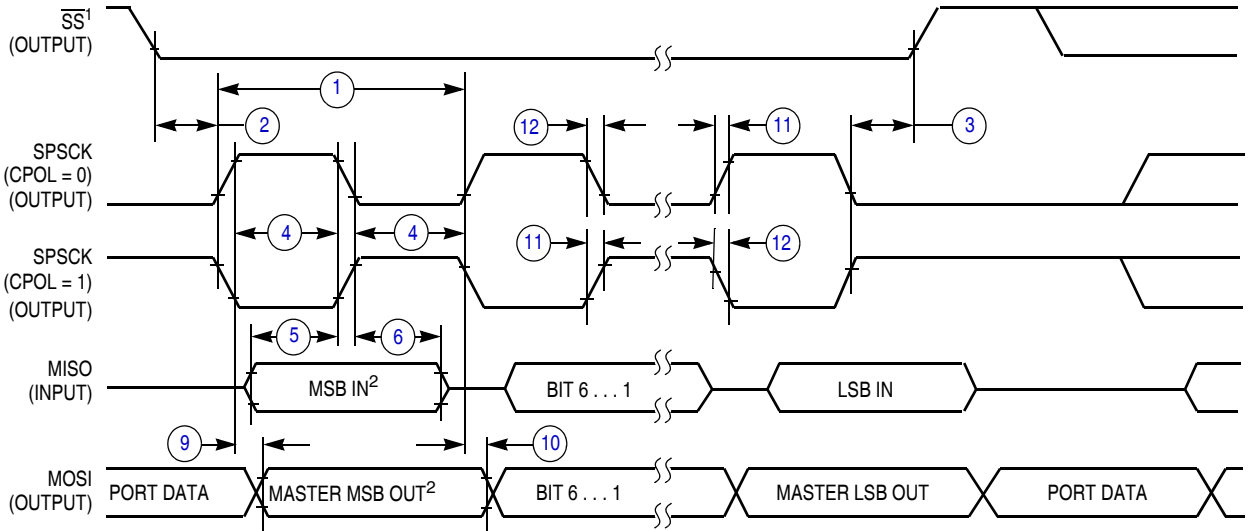 SS1
(OUTPUT)
1
2
12
11
3
SPSCK
(CPOL = 0)
(OUTPUT)
4
4
SPSCK
(CPOL = 1)
(OUTPUT)
11
12
5
6
MISO
(INPUT)
MSB IN2
BIT 6 . . . 1
LSB IN
9
10
MOSI
(OUTPUT)
PORT DATA
MASTER MSB OUT2
BIT 6 . . . 1
MASTER LSB OUT
PORT DATA